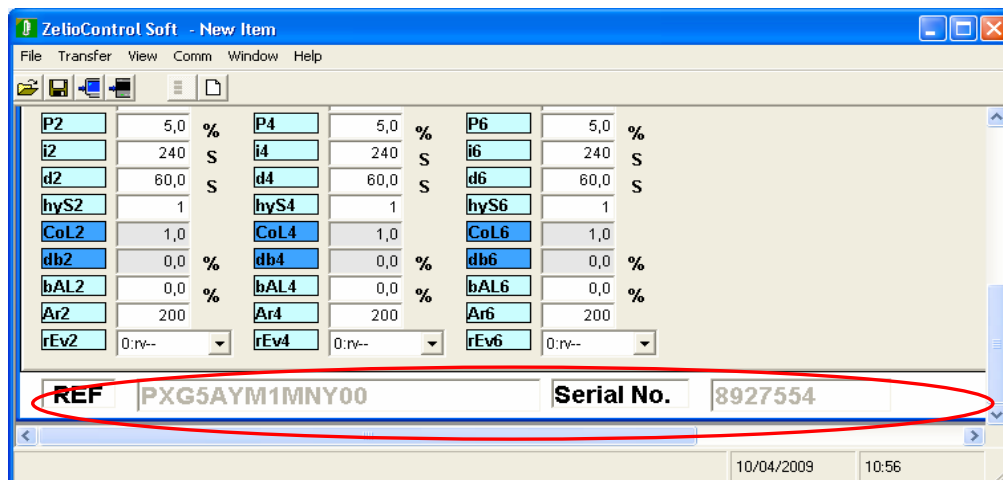 ZelioControl Soft - New Item
File Transfer View Comm Window Help
P2 5,0 % P4 5,0 % P6 5,0 %
i2 240 S i4 240 S i6 240 S
d2 60,0 S d4 60,0 S d6 60,0 S
hyS2 1 hyS4 1 hyS6 1
CoL2 1,0 CoL4 1,0 CoL6 1,0
db2 0,0 % db4 0,0 % db6 0,0 %
bAL2 0,0 % bAL4 0,0 % bAL6 0,0 %
Ar2 200 Ar4 200 Ar6 200
rEv2 0:rv-- rEv4 0:rv-- rEv6 0:rv--
REF PXG5AYM1MNY00 Serial No. 8927554
10/04/2009 10:56